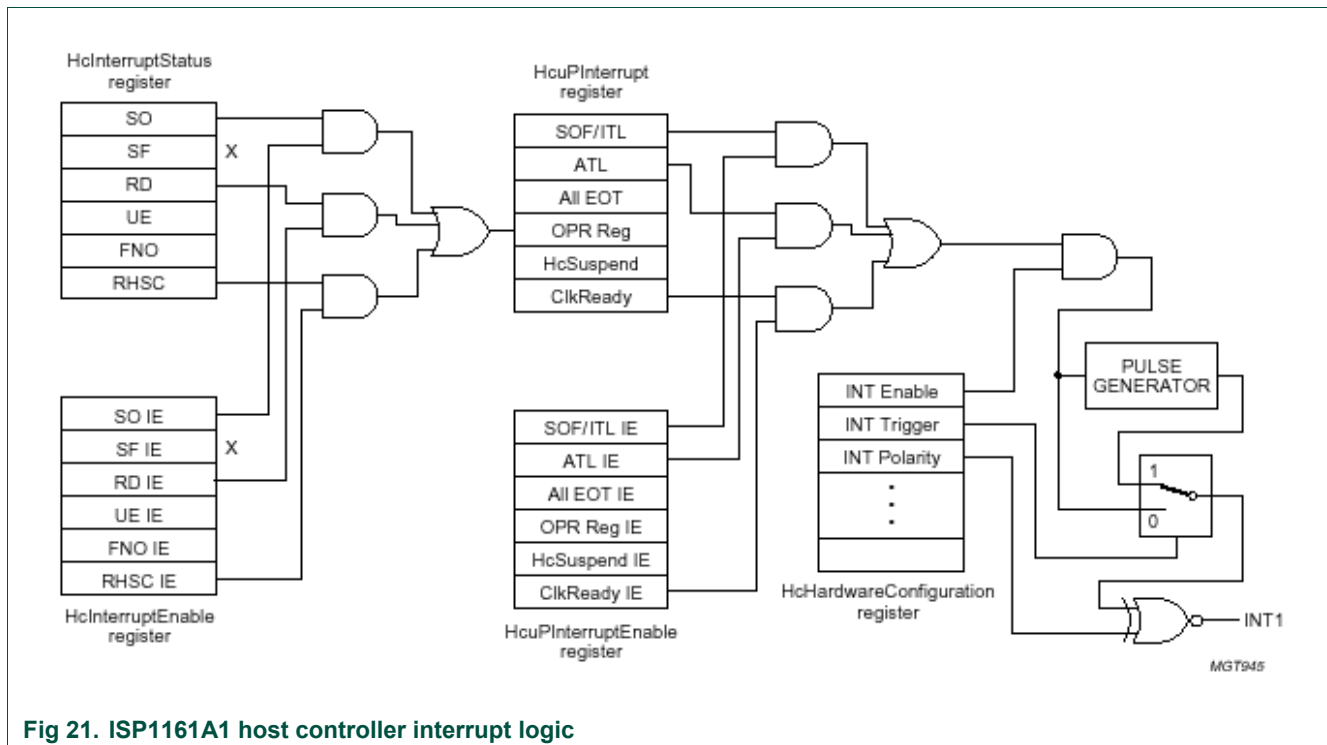 HcInterruptStatus
register
SO
SF
X
RD
UE
FNO
RHSC
SO IE
SF IE
X
RD IE
UE IE
FNO IE
RHSC IE
HcInterruptEnable
register
HcuPInterrupt
register
SOF/ITL
ATL
All EOT
OPR Reg
HcSuspend
ClkReady
SOF/ITL IE
ATL IE
All EOT IE
OPR Reg IE
HcSuspend IE
ClkReady IE
HcuPInterruptEnable
register
INT Enable
INT Trigger
INT Polarity
HcHardwareConfiguration
register
PULSE
GENERATOR
1
0
INT1
MGT945
Fig 21. ISP1161A1 host controller interrupt logic